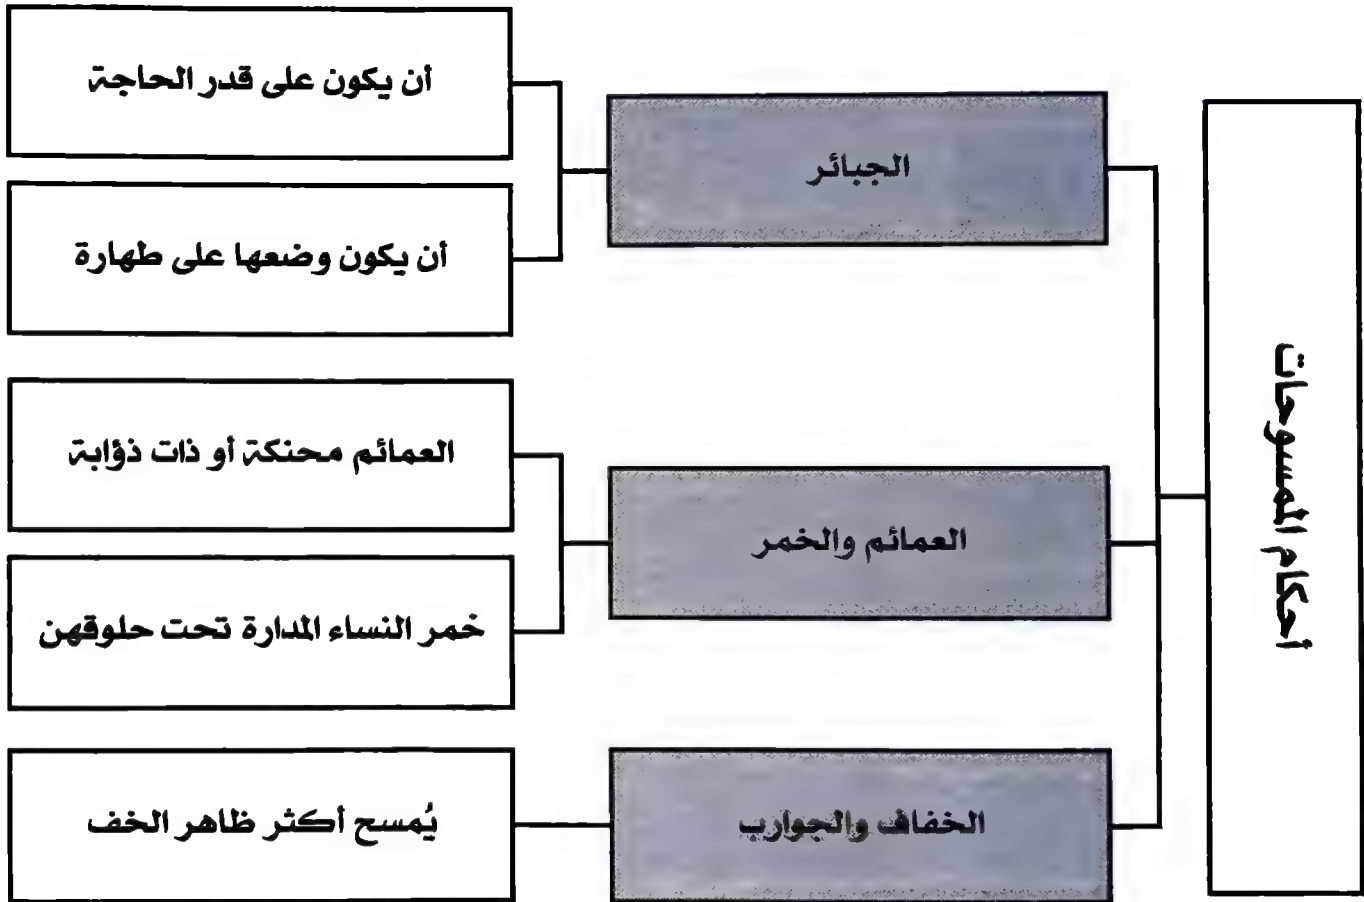 أحكام الممسوحات
الجبائر
أن يكون على قدر الحاجة
أن يكون وضعها على طهارة
العمائم والخمر
العمائم محنكة أو ذات ذؤابة
خمر النساء المدارة تحت حلوقهن
الخفاف والجوارب
يُمسح أكثر ظاهر الخف